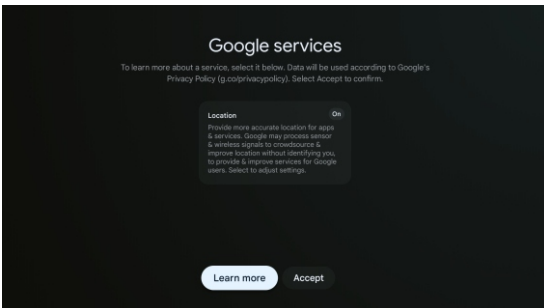 Google services
To learn more about a service, select it below. Data will be used according to Google's
Privacy Policy (g.co/privacypolicy). Select Accept to confirm.
Location
On
Provide more accurate location for apps
& services. Google may process sensor
& wireless signals to crowdsource &
improve location without identifying you,
to provide & improve services for Google
users. Select to adjust settings.
Learn more
Accept